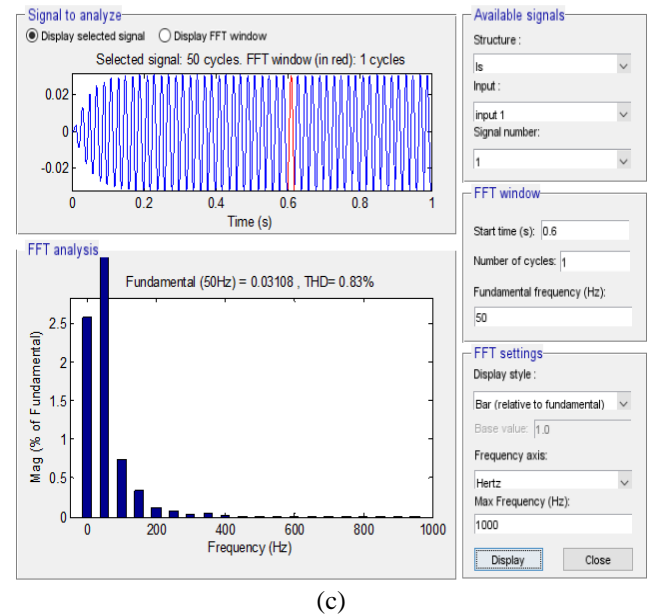 Signal to analyze
Display selected signal Display FFT window
Selected signal: 50 cycles. FFT window (in red): 1 cycles
0.02
0
-0.02
0 0.2 0.4 0.6 0.8 1
Time (s)
FFT analysis
Fundamental (50Hz) = 0.03108 , THD= 0.83%
Mag (% of Fundamental)
2.5
2
1.5
1
0.5
0
0 200 400 600 800 1000
Frequency (Hz)
Available signals
Structure :
Is
Input :
input 1
Signal number:
1
FFT window
Start time (s): 0.6
Number of cycles: 1
Fundamental frequency (Hz):
50
FFT settings
Display style :
Bar (relative to fundamental)
Base value: 1.0
Frequency axis:
Hertz
Max Frequency (Hz):
1000
Display Close
(c)